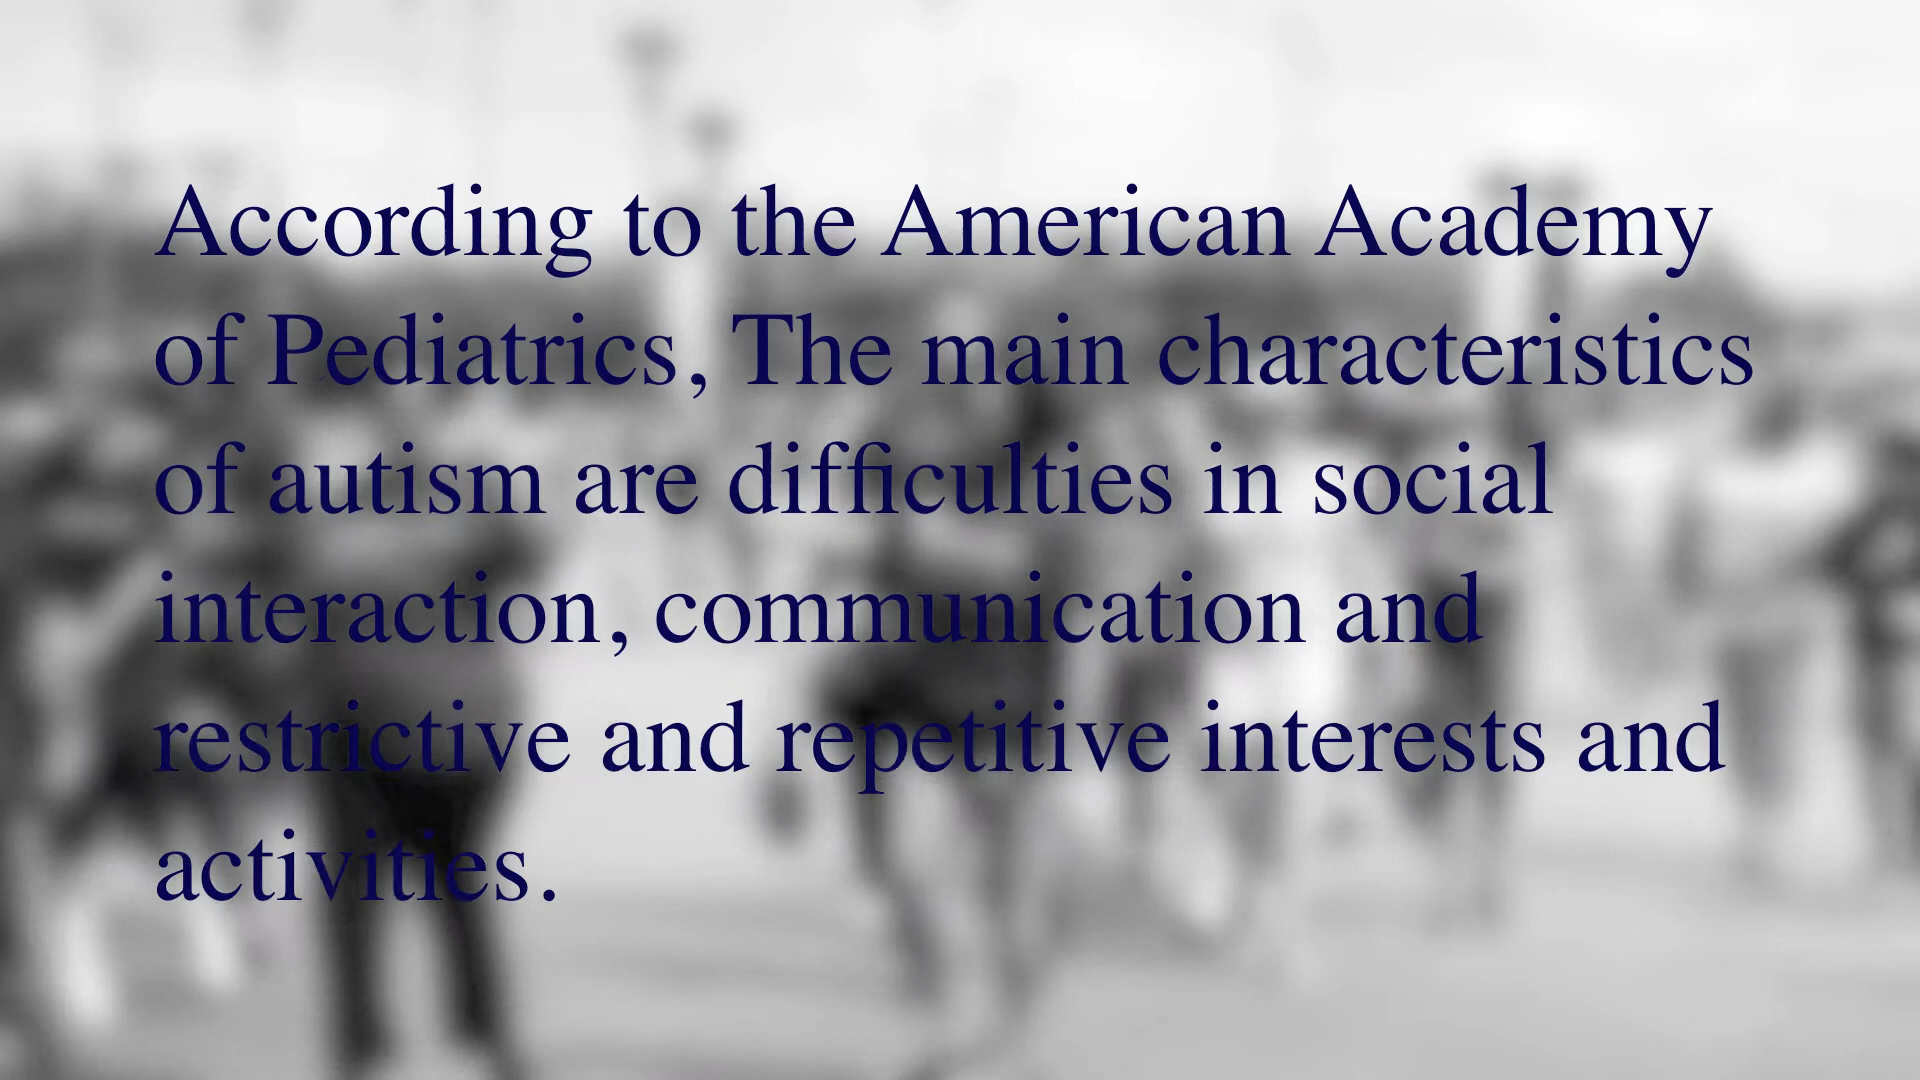 According to the American Academy
of Pediatrics, The main characteristics
of autism are difficulties in social
interaction, communication and
restrictive and repetitive interests and
activities.